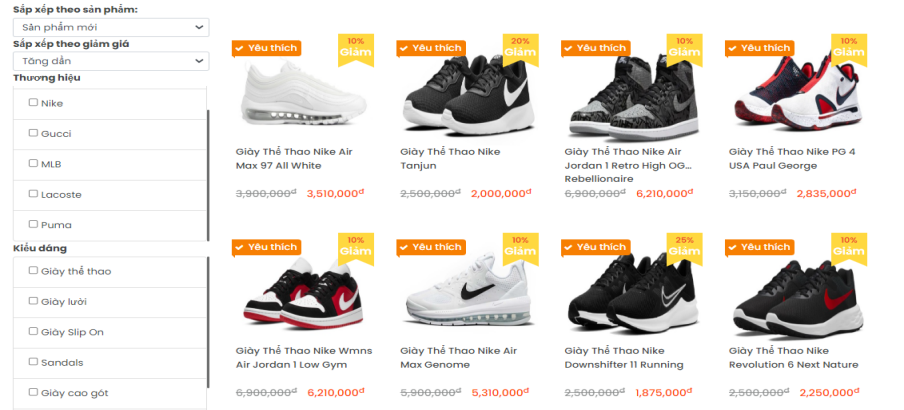 Sắp xếp theo sản phẩm:
Sản phẩm mới
Sắp xếp theo giảm giá
Tăng dần
Thương hiệu
Nike
Gucci
MLB
Lacoste
Puma
Kiểu dáng
Giày thể thao
Giày lười
Giày Slip On
Sandals
Giày cao gót
Yêu thích
10%
Giảm
Giày Thể Thao Nike Air
Max 97 All White
3,900,000đ 3,510,000đ
Yêu thích
20%
Giảm
Giày Thể Thao Nike
Tanjun
2,500,000đ 2,000,000đ
Yêu thích
10%
Giảm
Giày Thể Thao Nike Air
Jordan 1 Retro High OG...
Rebellionaire
6,900,000đ 6,210,000đ
Yêu thích
10%
Giảm
Giày Thể Thao Nike PG 4
USA Paul George
3,150,000đ 2,835,000đ
Yêu thích
10%
Giảm
Giày Thể Thao Nike Wmns
Air Jordan 1 Low Gym
6,900,000đ 6,210,000đ
Yêu thích
10%
Giảm
Giày Thể Thao Nike Air
Max Genome
5,900,000đ 5,310,000đ
Yêu thích
25%
Giảm
Giày Thể Thao Nike
Downshifter 11 Running
2,500,000đ 1,875,000đ
Yêu thích
10%
Giảm
Giày Thể Thao Nike
Revolution 6 Next Nature
2,500,000đ 2,250,000đ